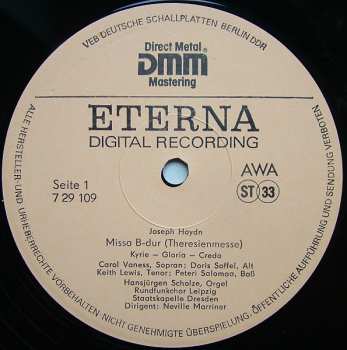 VEB DEUTSCHE SCHALLPLATTEN BERLIN DDR
Direct Metal
DMM®
Mastering
ETERNA
DIGITAL RECORDING
Seite 1
7 29 109
AWA
ST 33
Joseph Haydn
Missa B-dur (Theresienmesse)
Kyrie - Gloria - Credo
Carol Vaness, Sopran; Doris Soffel, Alt
Keith Lewis, Tenor; Peteri Salomaa, Baß
Hansjürgen Scholze, Orgel
Rundfunkchor Leipzig
Staatskapelle Dresden
Dirigent: Neville Marriner
ALLE HERSTELLER- UND URHEBERRECHTE VORBEHALTEN NICHT GENEHMIGTE ÜBERSPIELUNG, ÖFFENTLICHE AUFFÜHRUNG UND SENDUNG VERBOTEN